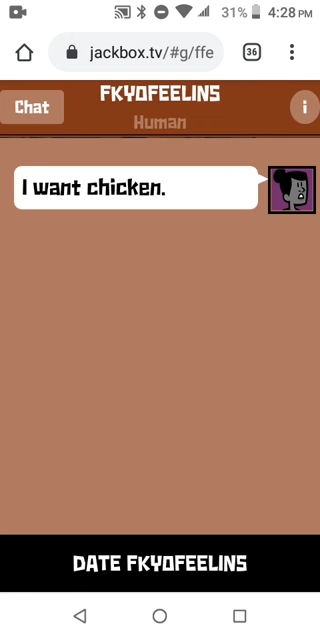 31% 4:28 PM
jackbox.tv/#g/ffe
36
FKYOFEELINS
Chat
i
Human
I want chicken.
DATE FKYOFEELINS